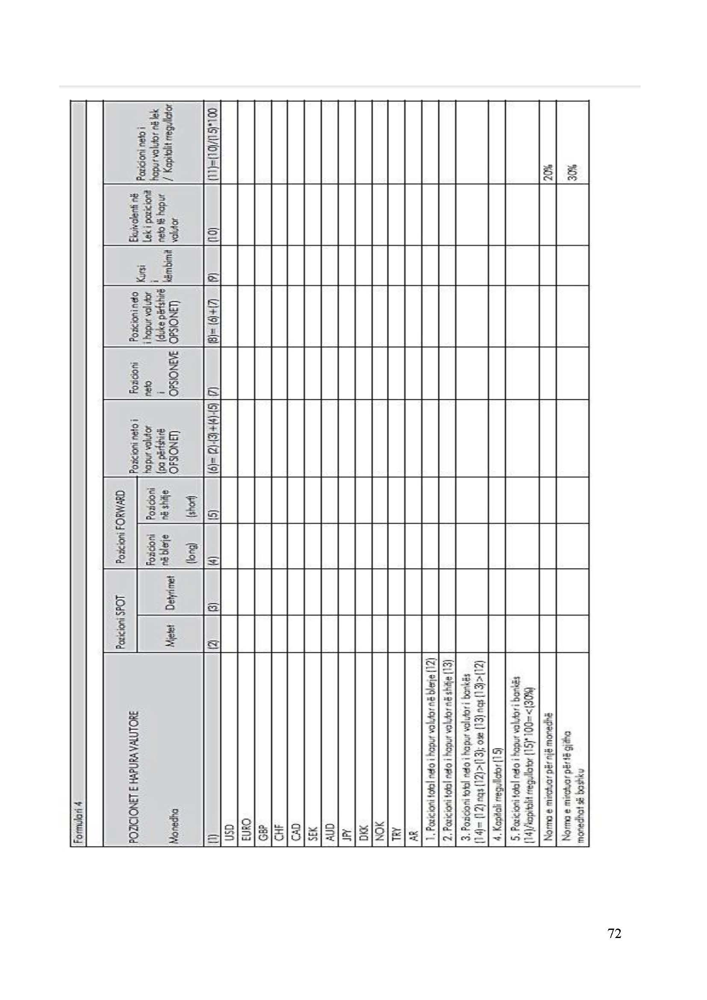 Formulari 4
POZICIONET E HAPURA VALUTORE
Monedha
Pozicioni SPOT
Mjetet
Detyrimet
Pozicioni FORWARD
Pozicioni
në blerje
(long)
Pozicioni
në shitje
(short)
Pozicioni neto i
hapur valutor
(pa përfshirë
OPSIONET)
Pozicioni
neto
i
OPSIONEVE
Pozicioni neto
i hapur valutor
(duke përfshirë
OPSIONET)
Kursi
i
këmbimit
Ekuivalenti në
Lek i pozicionit
neto të hapur
valutor
Pozicioni neto i
hapur valutor në lek
/ Kapitalit rregullator
(1) (2) (3) (4) (5) (6)= (2)-(3)+(4)-(5) (7) (8)= (6)+(7) (9) (10) (11)=(10)/(15)*100
USD
EURO
GBP
CHF
CAD
SEK
AUD
JPY
DKK
NOK
TRY
AR
1. Pozicioni total neto i hapur valutor në blerje (12)
2. Pozicioni total neto i hapur valutor në shitje (13)
3. Pozicioni total neto i hapur valutor i bankës
(14)= (12) nqs (12)>(13); ose (13) nqs (13)>(12)
4. Kapitali rregullator (15)
5. Pozicioni total neto i hapur valutor i bankës
(14)/kapitalit rregullator (15)*100=<(30%)
Norma e miratuar për një monedhë 20%
Norma e miratuar për të gjitha
monedhat së bashku 30%
72